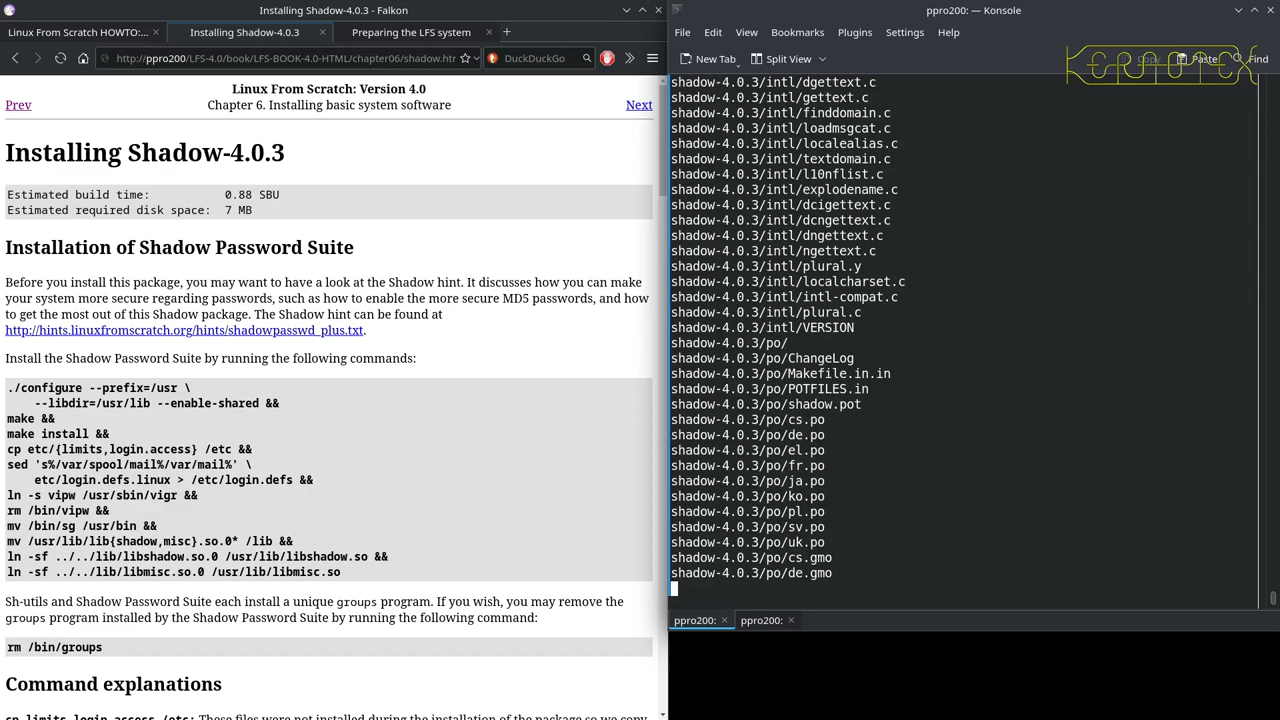 Installing Shadow-4.0.3 - Falkon
Linux From Scratch HOWTO:...
Installing Shadow-4.0.3
Preparing the LFS system
http://ppro200/LFS-4.0/book/LFS-BOOK-4.0-HTML/chapter06/shadow.htr
DuckDuckGo
Linux From Scratch: Version 4.0
Prev
Chapter 6. Installing basic system software
Next
Installing Shadow-4.0.3
Estimated build time: 0.88 SBU
Estimated required disk space: 7 MB
Installation of Shadow Password Suite
Before you install this package, you may want to have a look at the Shadow hint. It discusses how you can make
your system more secure regarding passwords, such as how to enable the more secure MD5 passwords, and how
to get the most out of this Shadow package. The Shadow hint can be found at
http://hints.linuxfromscratch.org/hints/shadowpasswd_plus.txt.
Install the Shadow Password Suite by running the following commands:
./configure --prefix=/usr \
--libdir=/usr/lib --enable-shared &&
make &&
make install &&
cp etc/{limits,login.access} /etc &&
sed 's%/var/spool/mail%/var/mail%' \
etc/login.defs.linux > /etc/login.defs &&
ln -s vipw /usr/sbin/vigr &&
rm /bin/vipw &&
mv /bin/sg /usr/bin &&
mv /usr/lib/lib{shadow,misc}.so.0* /lib &&
ln -sf ../../lib/libshadow.so.0 /usr/lib/libshadow.so &&
ln -sf ../../lib/libmisc.so.0 /usr/lib/libmisc.so
Sh-utils and Shadow Password Suite each install a unique groups program. If you wish, you may remove the
groups program installed by the Shadow Password Suite by running the following command:
rm /bin/groups
Command explanations
cp limits login.access /etc: These files were not installed during the installation of the package so we copy
ppro200: — Konsole
File Edit View Bookmarks Plugins Settings Help
New Tab
Split View
Copy
Paste
Find
shadow-4.0.3/intl/dgettext.c
shadow-4.0.3/intl/gettext.c
shadow-4.0.3/intl/finddomain.c
shadow-4.0.3/intl/loadmsgcat.c
shadow-4.0.3/intl/localealias.c
shadow-4.0.3/intl/textdomain.c
shadow-4.0.3/intl/l10nflist.c
shadow-4.0.3/intl/explodename.c
shadow-4.0.3/intl/dcigettext.c
shadow-4.0.3/intl/dcngettext.c
shadow-4.0.3/intl/dngettext.c
shadow-4.0.3/intl/ngettext.c
shadow-4.0.3/intl/plural.y
shadow-4.0.3/intl/localcharset.c
shadow-4.0.3/intl/intl-compat.c
shadow-4.0.3/intl/plural.c
shadow-4.0.3/intl/VERSION
shadow-4.0.3/po/
shadow-4.0.3/po/ChangeLog
shadow-4.0.3/po/Makefile.in.in
shadow-4.0.3/po/POTFILES.in
shadow-4.0.3/po/shadow.pot
shadow-4.0.3/po/cs.po
shadow-4.0.3/po/de.po
shadow-4.0.3/po/el.po
shadow-4.0.3/po/fr.po
shadow-4.0.3/po/ja.po
shadow-4.0.3/po/ko.po
shadow-4.0.3/po/pl.po
shadow-4.0.3/po/sv.po
shadow-4.0.3/po/uk.po
shadow-4.0.3/po/cs.gmo
shadow-4.0.3/po/de.gmo
ppro200:
ppro200: